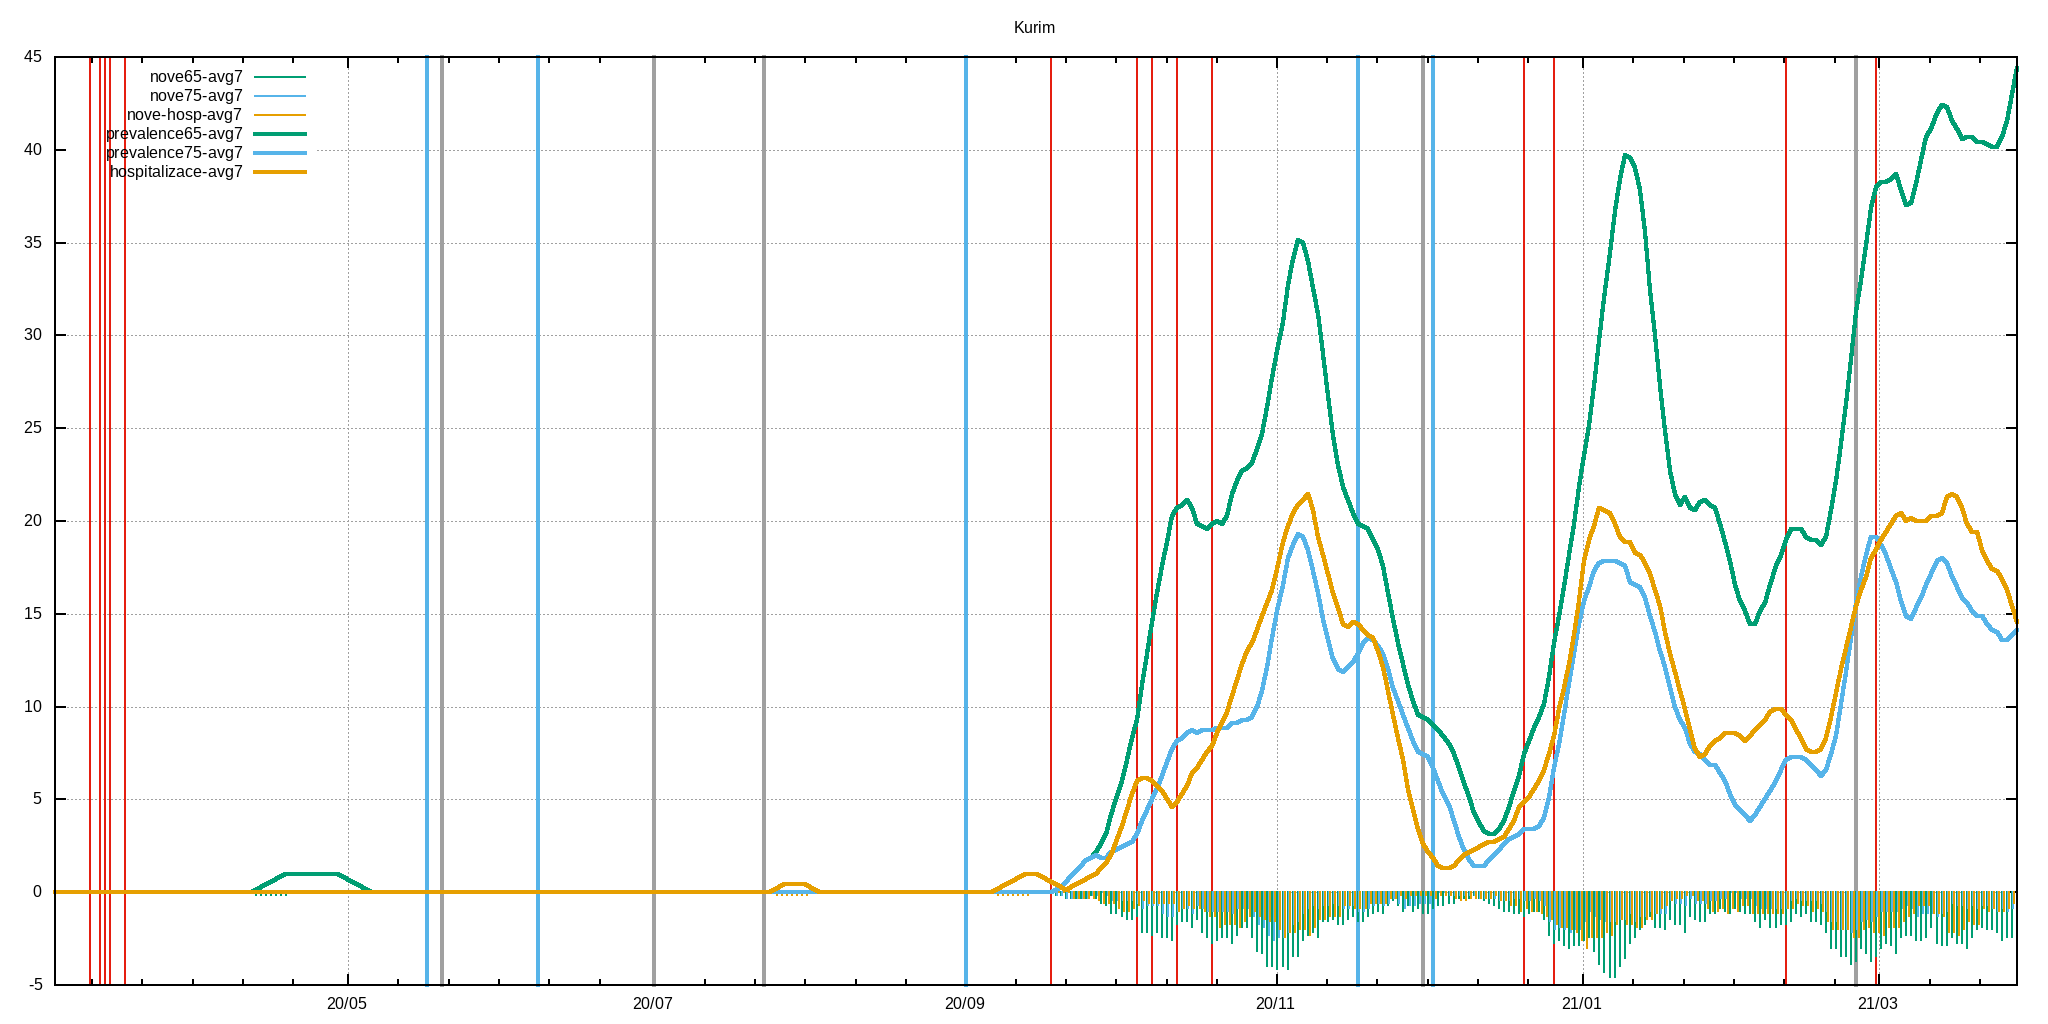 Kurim
45
nove65-avg7
nove75-avg7
nove-hosp-avg7
prevalence65-avg7
40
prevalence75-avg7
hospitalizace-avg7
35
30
25
20
15
10
5
0
-5
20/05 20/07 20/09 20/11 21/01 21/03